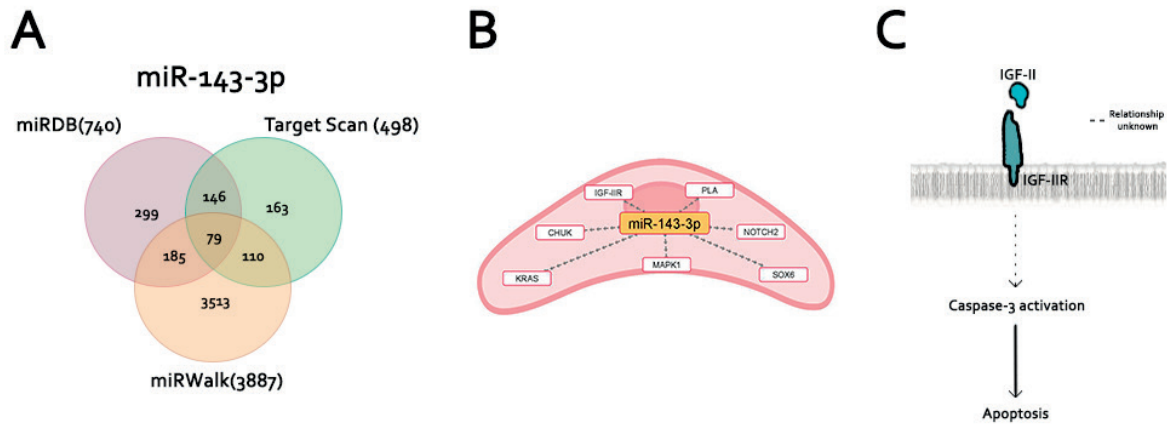 A
miR-143-3p
miRDB(740)
Target Scan (498)
299
146
163
79
185
110
3513
miRWalk(3887)
B
IGF-IIR
PLA
miR-143-3p
CHUK
NOTCH2
KRAS
MAPK1
SOX6
C
IGF-II
Relationship
unknown
IGF-IIR
Caspase-3 activation
Apoptosis